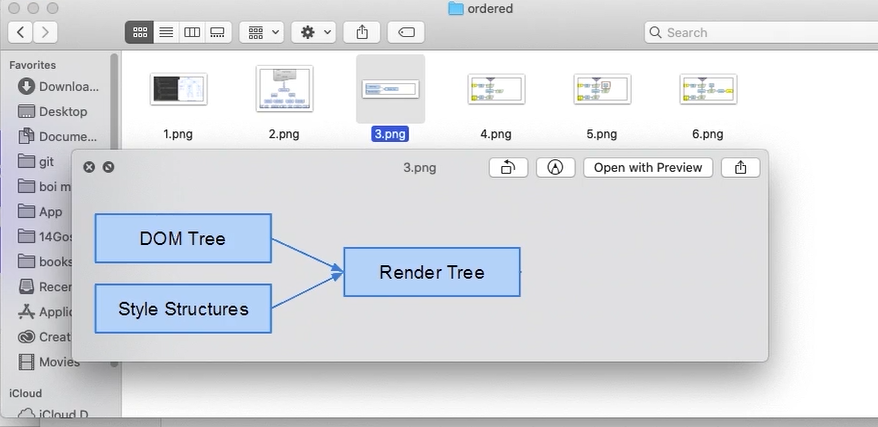 ordered
Search
Favorites
Downloa...
Desktop
Docume...
git
boi m
App
14Gos
books
Recen
Applic
Creat
Movies
iCloud
iCloud D
1.png
2.png
3.png
4.png
5.png
6.png
3.png
Open with Preview
DOM Tree
Style Structures
Render Tree